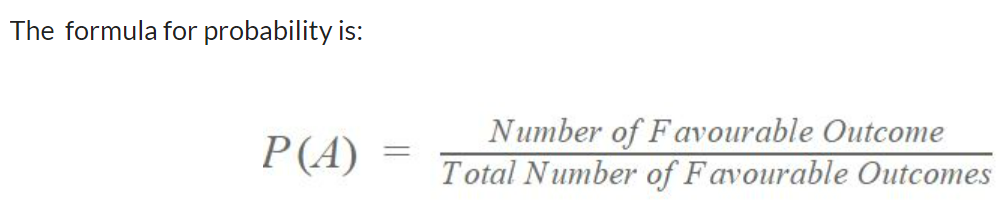 The formula for probability is:
P(A) = Number of Favourable Outcome
Total Number of Favourable Outcomes